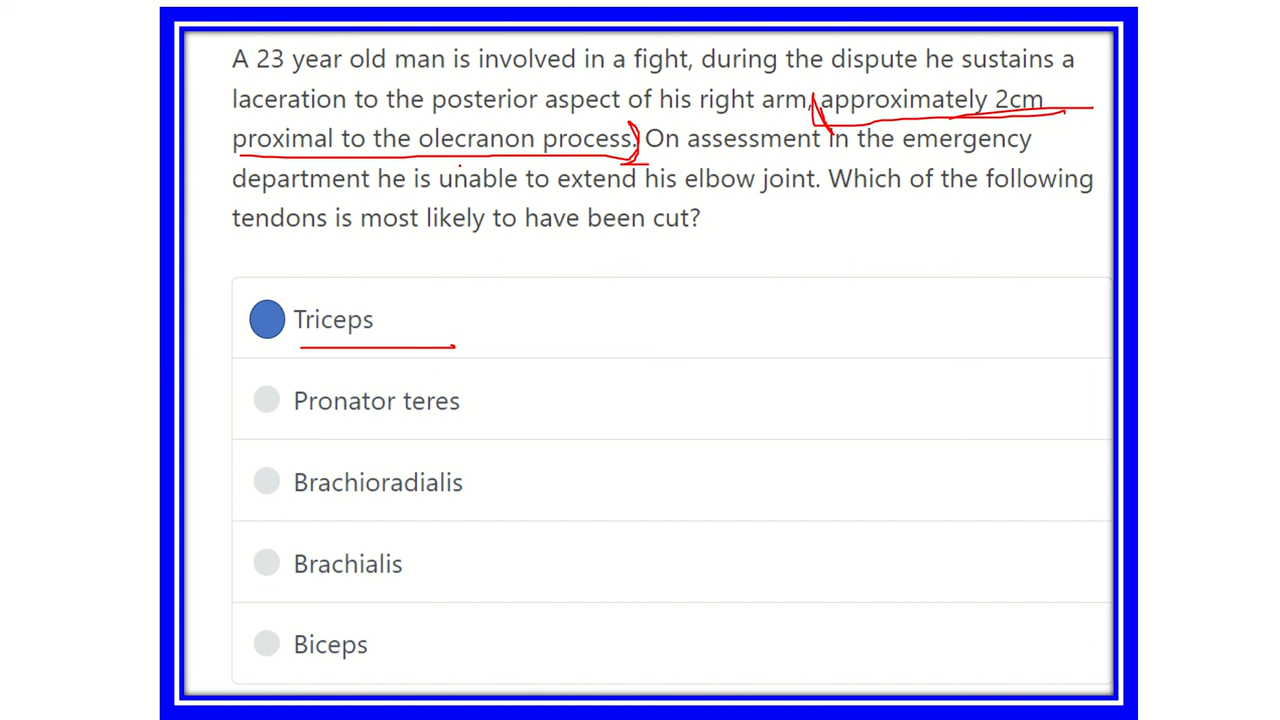 A 23 year old man is involved in a fight, during the dispute he sustains a
laceration to the posterior aspect of his right arm, approximately 2cm
proximal to the olecranon process. On assessment in the emergency
department he is unable to extend his elbow joint. Which of the following
tendons is most likely to have been cut?
Triceps
Pronator teres
Brachioradialis
Brachialis
Biceps